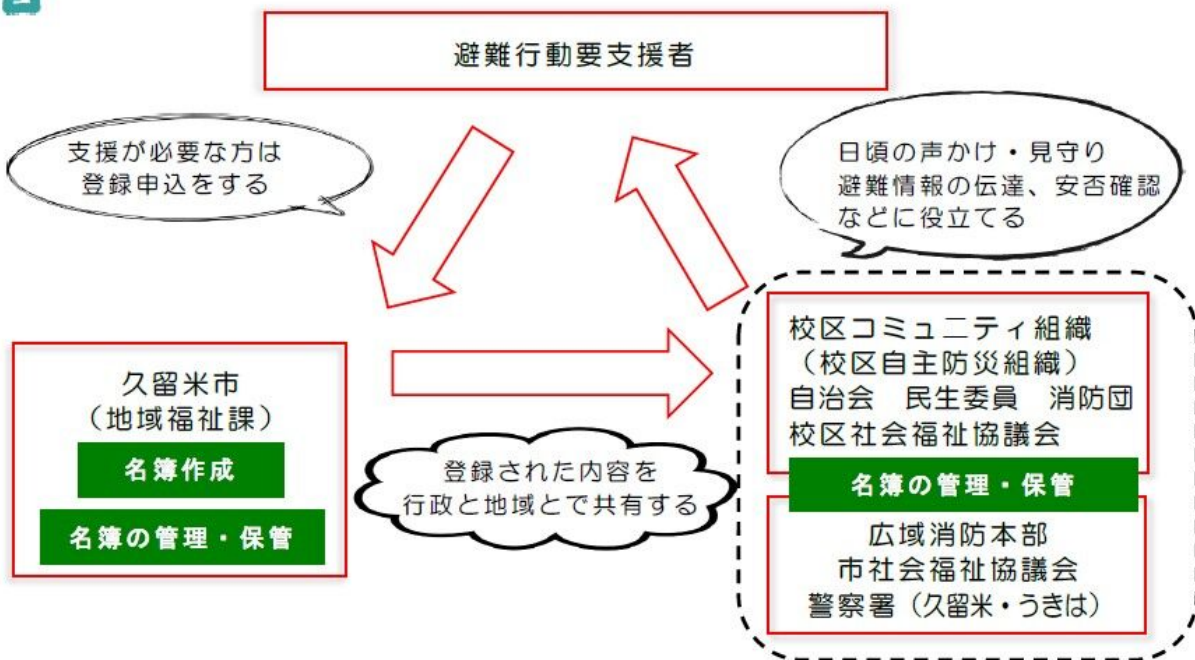 避難行動要支援者
支援が必要な方は
登録申込をする
日頃の声かけ・見守り
避難情報の伝達、安否確認
などに役立てる
久留米市
（地域福祉課）
名簿作成
名簿の管理・保管
登録された内容を
行政と地域とで共有する
校区コミュニティ組織
（校区自主防災組織）
自治会　民生委員　消防団
校区社会福祉協議会
名簿の管理・保管
広域消防本部
市社会福祉協議会
警察署（久留米・うきは）